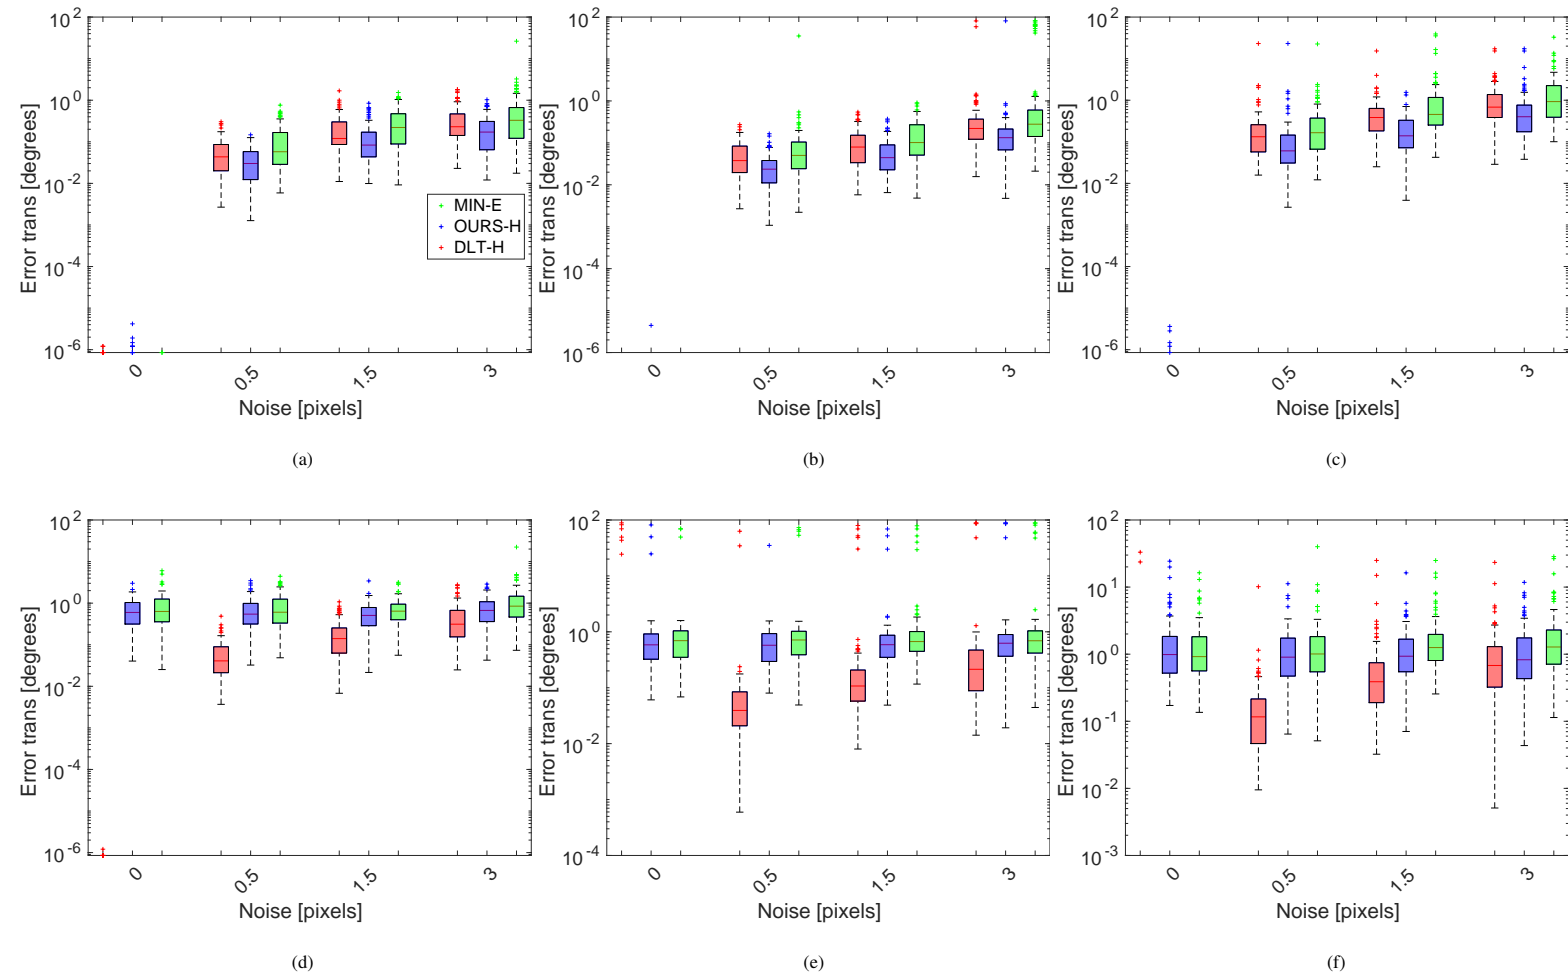 10^2
10^0
10^-2
10^-4
10^-6
Error trans [degrees]
MIN-E
OURS-H
DLT-H
0
0.5
1.5
3
Noise [pixels]
(a)
10^2
10^0
10^-2
10^-4
10^-6
Error trans [degrees]
0
0.5
1.5
3
Noise [pixels]
(b)
10^2
10^0
10^-2
10^-4
10^-6
Error trans [degrees]
0
0.5
1.5
3
Noise [pixels]
(c)
10^2
10^0
10^-2
10^-4
10^-6
Error trans [degrees]
0
0.5
1.5
3
Noise [pixels]
(d)
10^2
10^0
10^-2
10^-4
Error trans [degrees]
0
0.5
1.5
3
Noise [pixels]
(e)
10^2
10^1
10^0
10^-1
10^-2
10^-3
Error trans [degrees]
0
0.5
1.5
3
Noise [pixels]
(f)